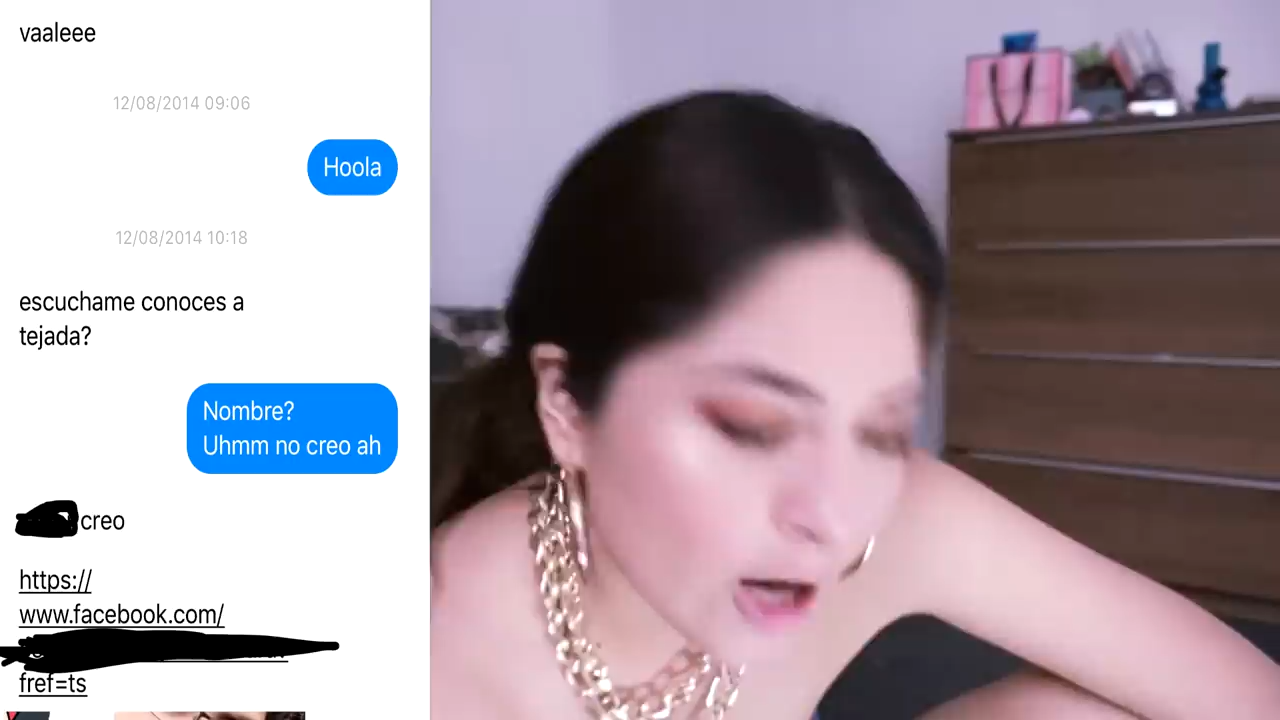 vaaleee
12/08/2014 09:06
Hoola
12/08/2014 10:18
escuchame conoces a
tejada?
Nombre?
Uhmm no creo ah
creo
https://
www.facebook.com/
fref=ts